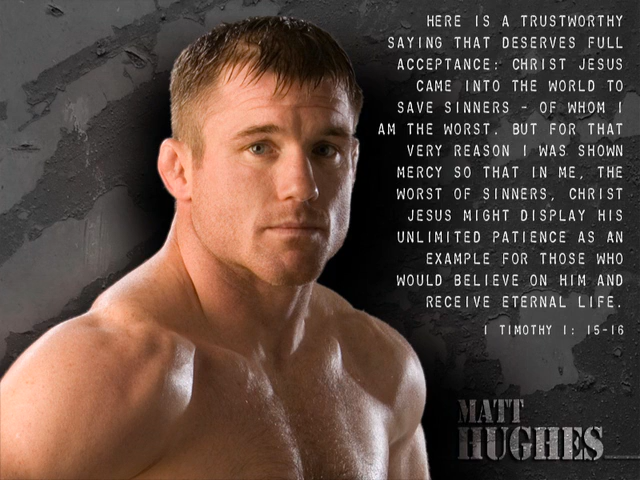 HERE IS A TRUSTWORTHY
SAYING THAT DESERVES FULL
ACCEPTANCE: CHRIST JESUS
CAME INTO THE WORLD TO
SAVE SINNERS - OF WHOM I
AM THE WORST. BUT FOR THAT
VERY REASON I WAS SHOWN
MERCY SO THAT IN ME, THE
WORST OF SINNERS, CHRIST
JESUS MIGHT DISPLAY HIS
UNLIMITED PATIENCE AS AN
EXAMPLE FOR THOSE WHO
WOULD BELIEVE ON HIM AND
RECEIVE ETERNAL LIFE.
I TIMOTHY I: 15-16
MATT
HUGHES